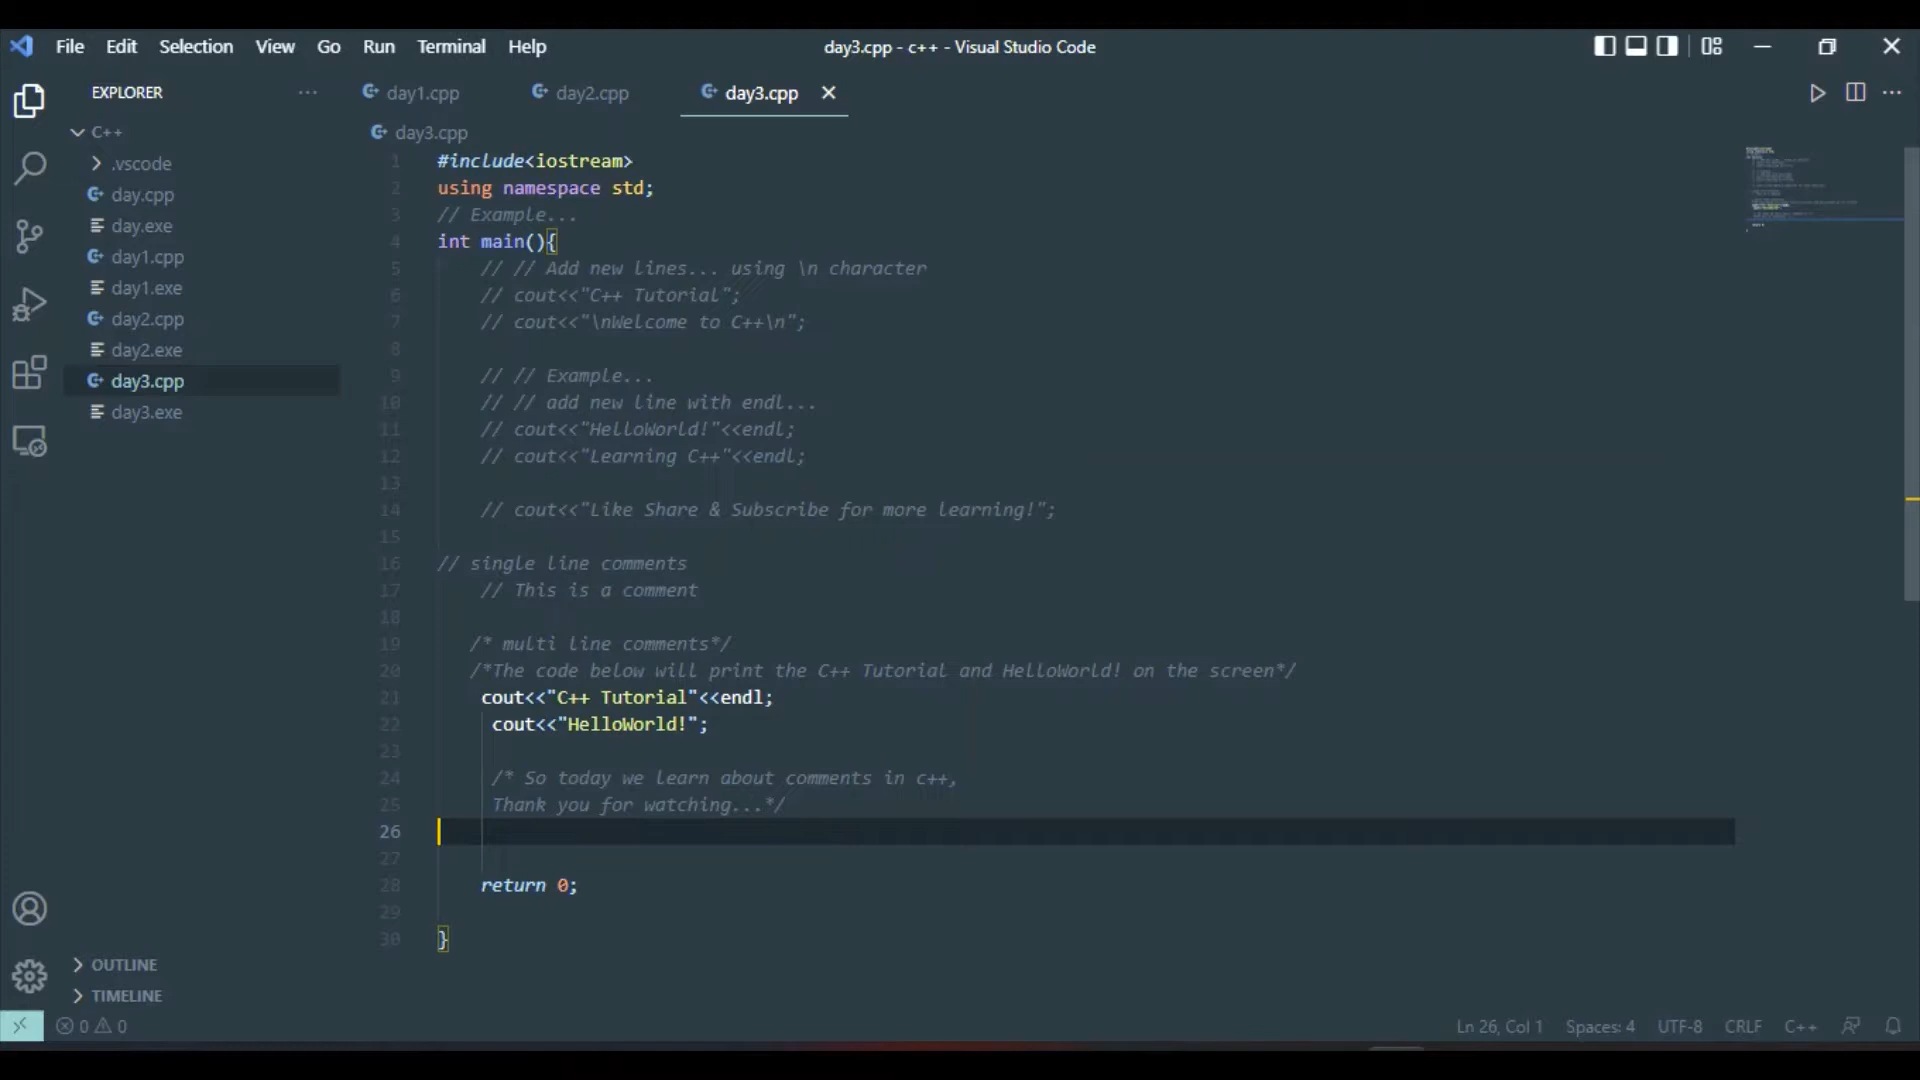 File Edit Selection View Go Run Terminal Help
day3.cpp - c++ - Visual Studio Code
EXPLORER
C++
.vscode
day.cpp
day.exe
day1.cpp
day1.exe
day2.cpp
day2.exe
day3.cpp
day3.exe
OUTLINE
TIMELINE
day1.cpp day2.cpp day3.cpp
day3.cpp
1 #include<iostream>
2 using namespace std;
3 // Example...
4 int main(){
5 // // Add new lines... using \n character
6 // cout<<"C++ Tutorial";
7 // cout<<"\nWelcome to C++\n";
8
9 // // Example...
10 // // add new line with endl...
11 // cout<<"HelloWorld!"<<endl;
12 // cout<<"Learning C++"<<endl;
13
14 // cout<<"Like Share & Subscribe for more learning!";
15
16 // single line comments
17 // This is a comment
18
19 /* multi line comments*/
20 /*The code below will print the C++ Tutorial and HelloWorld! on the screen*/
21 cout<<"C++ Tutorial"<<endl;
22 cout<<"HelloWorld!";
23
24 /* So today we learn about comments in c++,
25 Thank you for watching...*/
26
27
28 return 0;
29
30 }
0 0
Ln 26, Col 1 Spaces: 4 UTF-8 CRLF C++